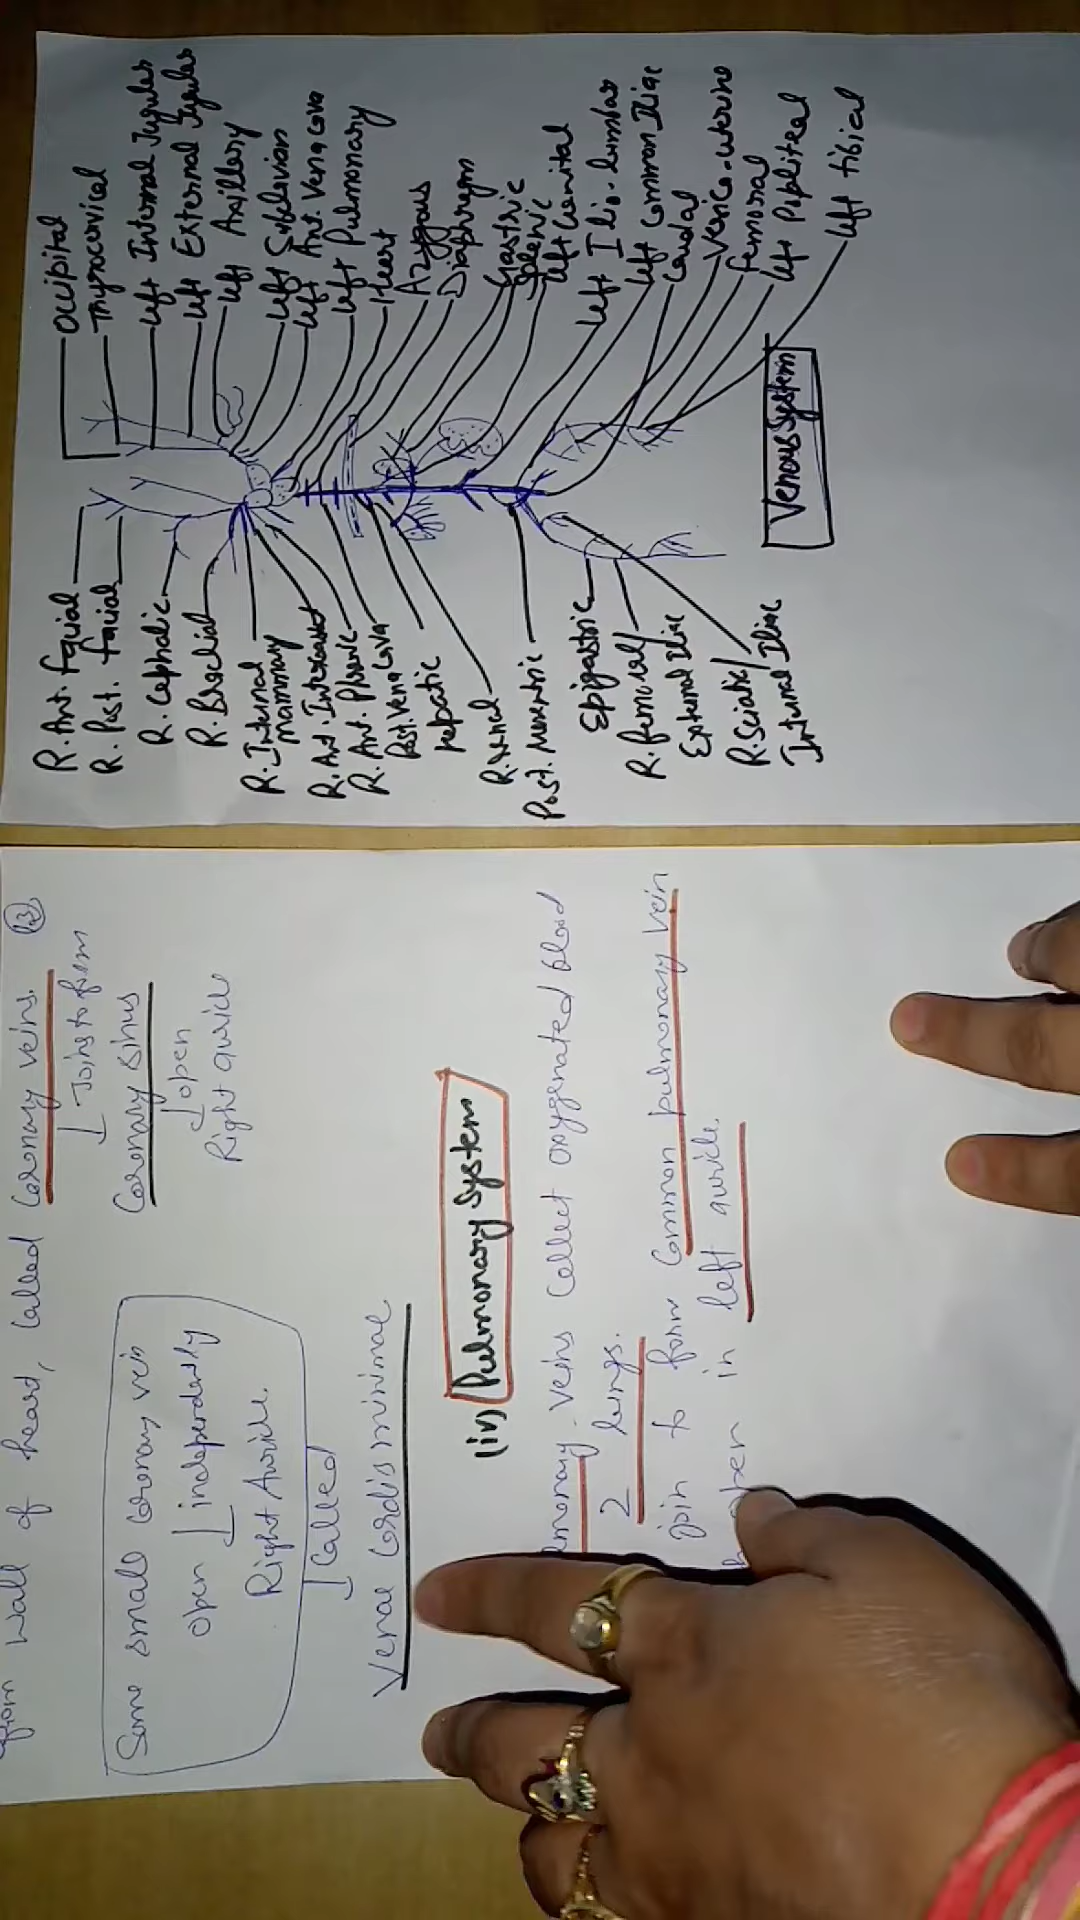 from wall of heart, called Coronary veins. 13
↓ Joins to form
Coronary sinus
↓ open
Right auricle
Some small coronary vein
open ↓ independently
Right Auricle.
↓ Called
Venae Cordis minimae
(iv) Pulmonary System
veins collect oxygenated blood
2 lungs.
join to form Common pulmonary vein
open in left auricle.
Occipital
Thyrocervical
left Internal Jugular
left External Jugular
left Axillary
left Subclavian
left Ant. Vena Cava
left Pulmonary
Heart
Azygous
Diaphragm
Gastric
Splenic
left Genital
left Ilio-lumbar
left Common Iliac
Caudal
Vesico-uterine
femoral
left Popliteal
left tibial
R. Ant. facial
R. Post. facial
R. Cephalic
R. Brachial
R. Internal
mammary
R. Ant. Intercost
R. Ant. Phrenic
Post. Vena Cava
hepatic
R. renal
Post. Mesentric
Epigastric
R. femoral/
External Iliac
R. Sciatic/
Internal Iliac
Venous System